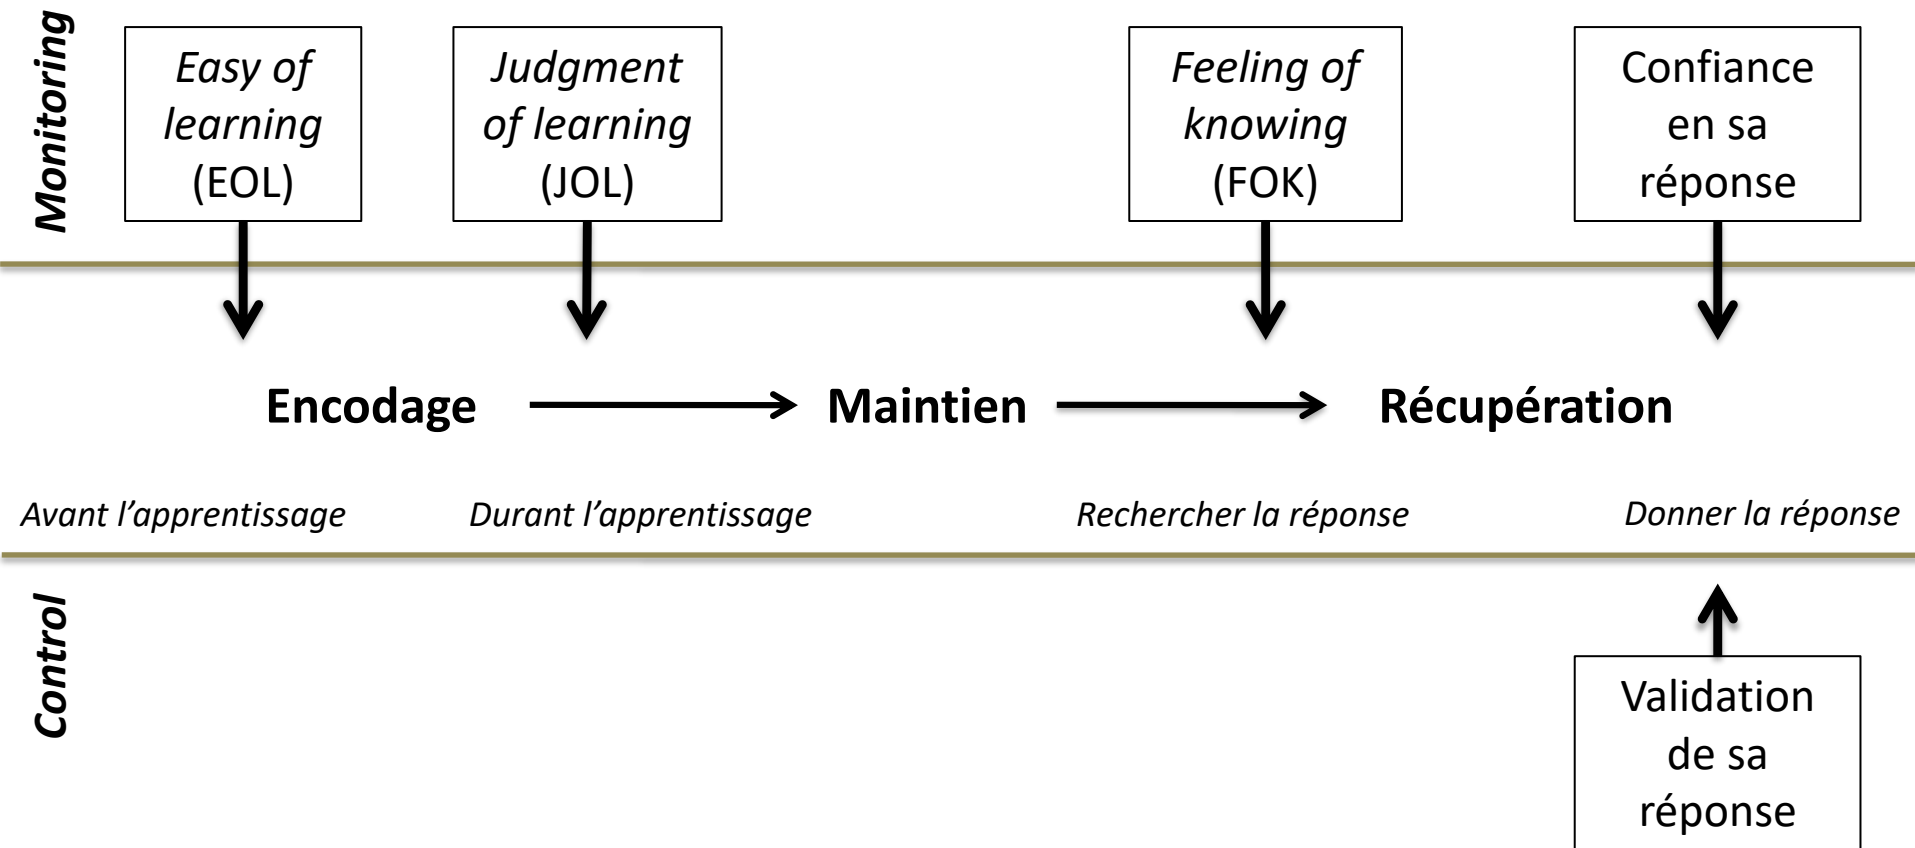 Monitoring
Easy of
learning
(EOL)
Judgment
of learning
(JOL)
Feeling of
knowing
(FOK)
Confiance
en sa
réponse
Encodage
Maintien
Récupération
Avant l’apprentissage
Durant l’apprentissage
Rechercher la réponse
Donner la réponse
Control
Validation
de sa
réponse